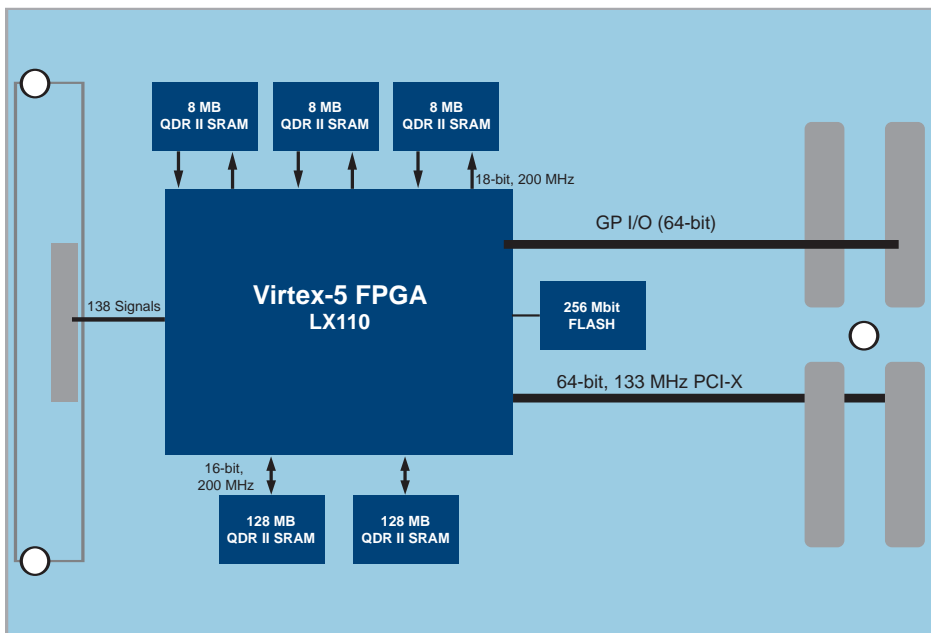 8 MB
QDR II SRAM
8 MB
QDR II SRAM
8 MB
QDR II SRAM
18-bit, 200 MHz
GP I/O (64-bit)
138 Signals
Virtex-5 FPGA
LX110
256 Mbit
FLASH
64-bit, 133 MHz PCI-X
16-bit,
200 MHz
128 MB
QDR II SRAM
128 MB
QDR II SRAM